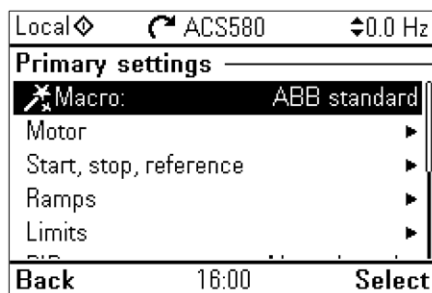 Local ACS580 0.0 Hz
Primary settings
Macro: ABB standard
Motor
Start, stop, reference
Ramps
Limits
Back 16:00 Select